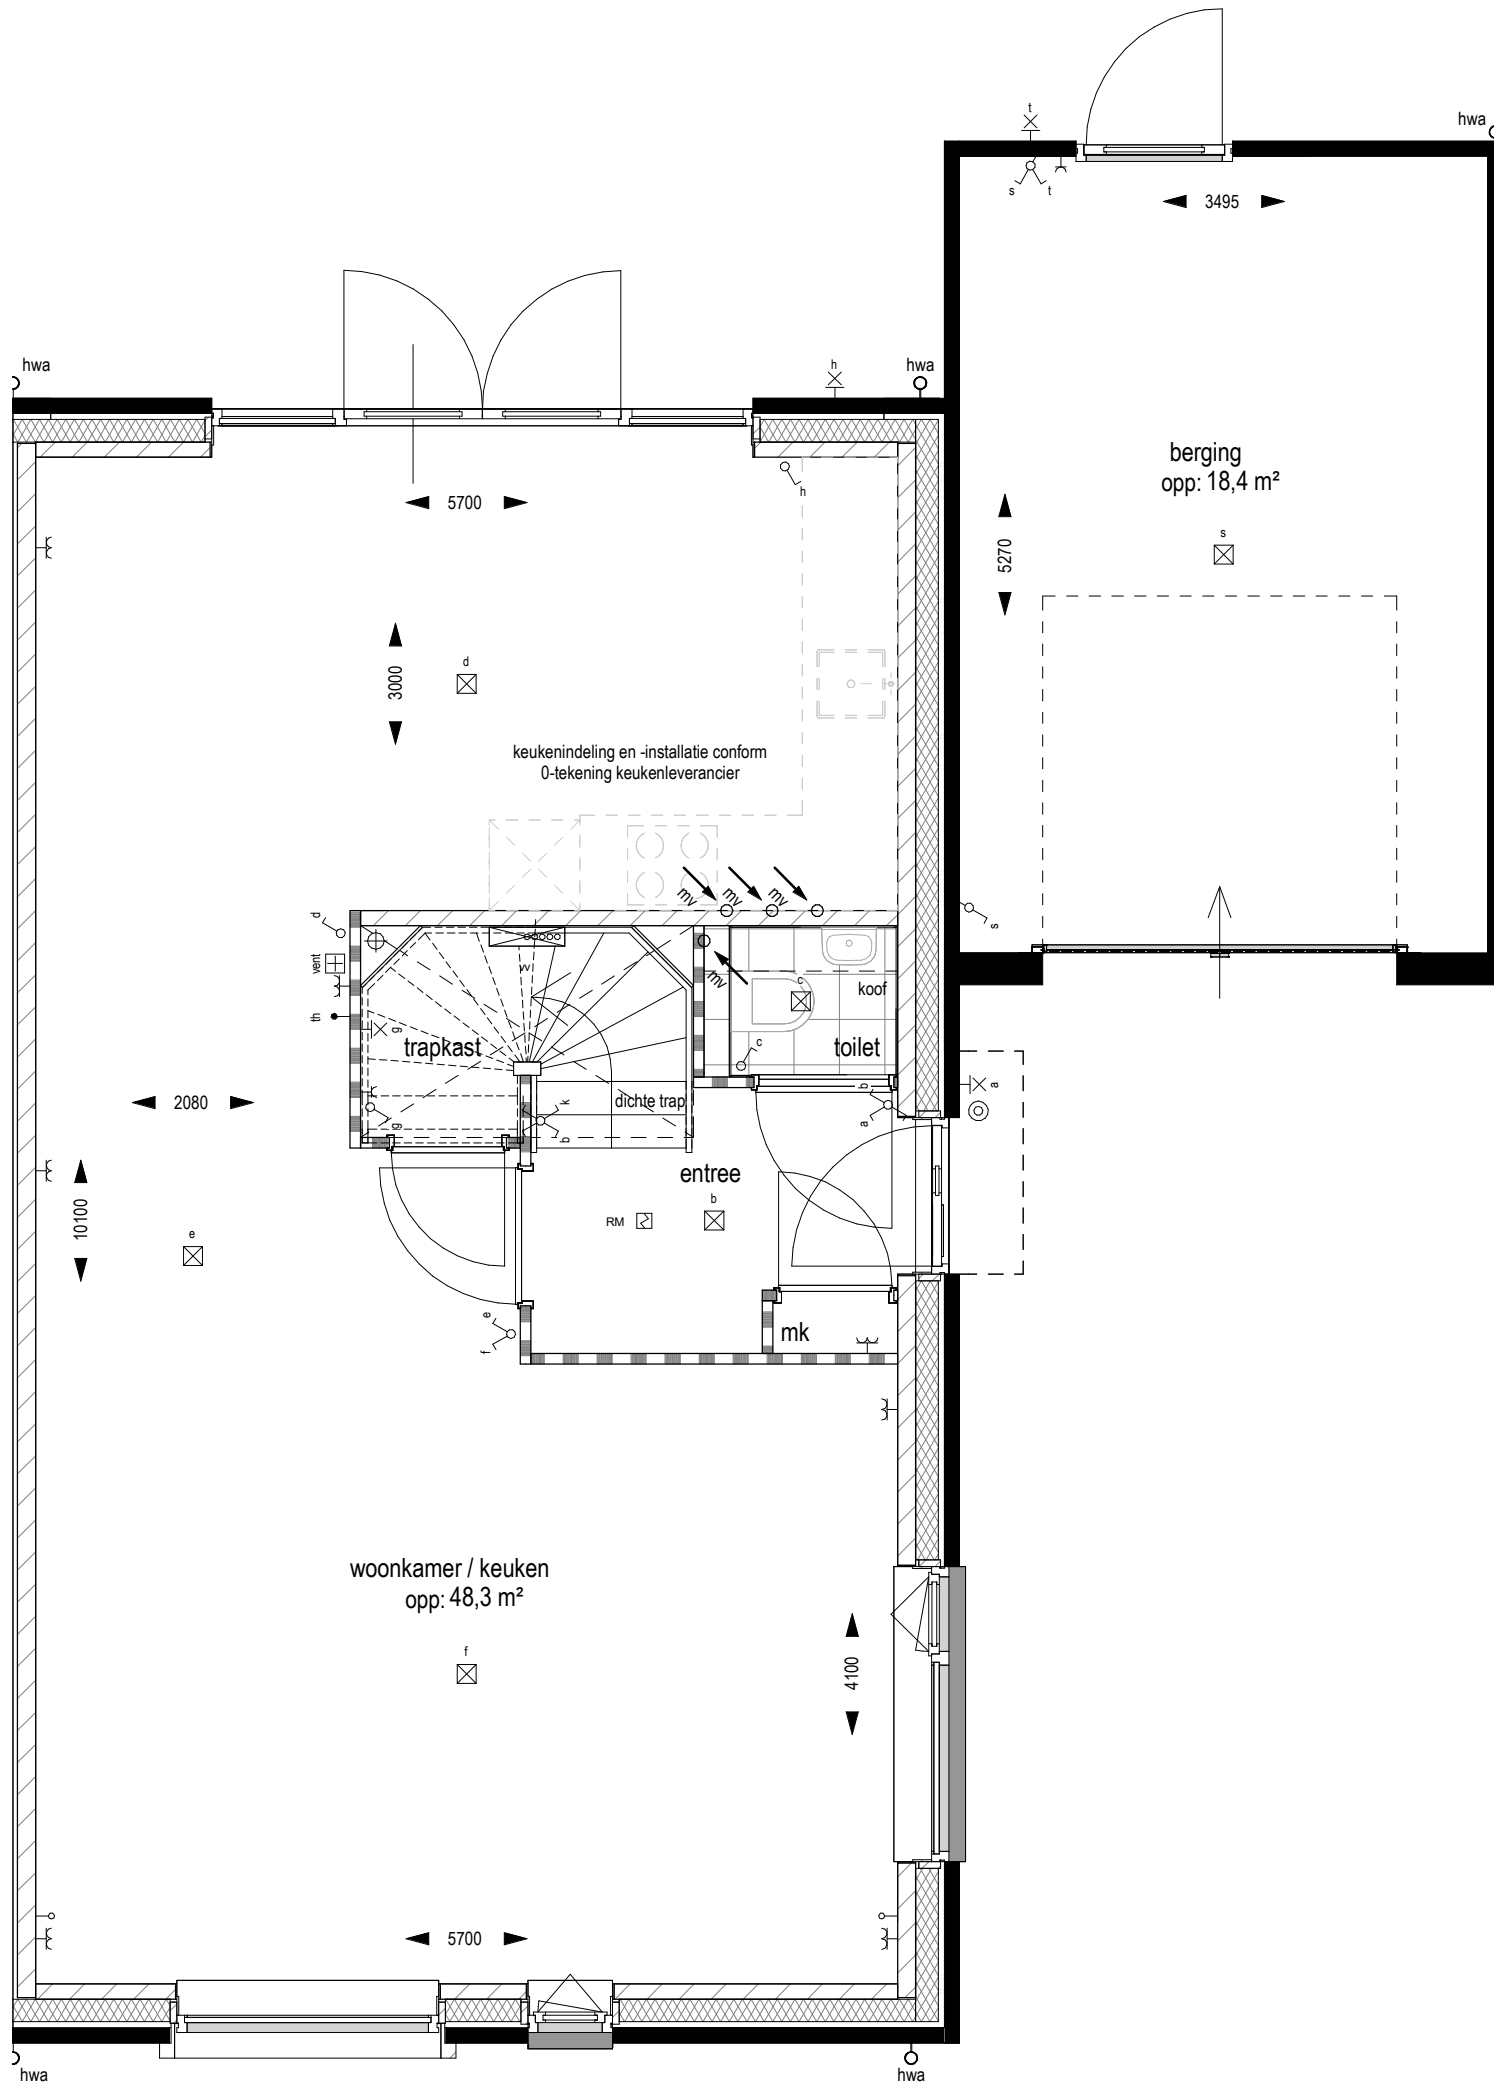 t
hwa
s t
3495
hwa
h
hwa
h
5700
berging
opp: 18,4 m²
s
5270
3000
d
keukenindeling en -installatie conform
0-tekening keukenleverancier
mv mv mv
d
vent
vv
mv
c
koof
th
g
trapkast
c
toilet
s
a
2080
g
dichte trap
k
b
b
a
entree
b
RM
10100
e
e
f
mk
woonkamer / keuken
opp: 48,3 m²
f
4100
5700
hwa
hwa